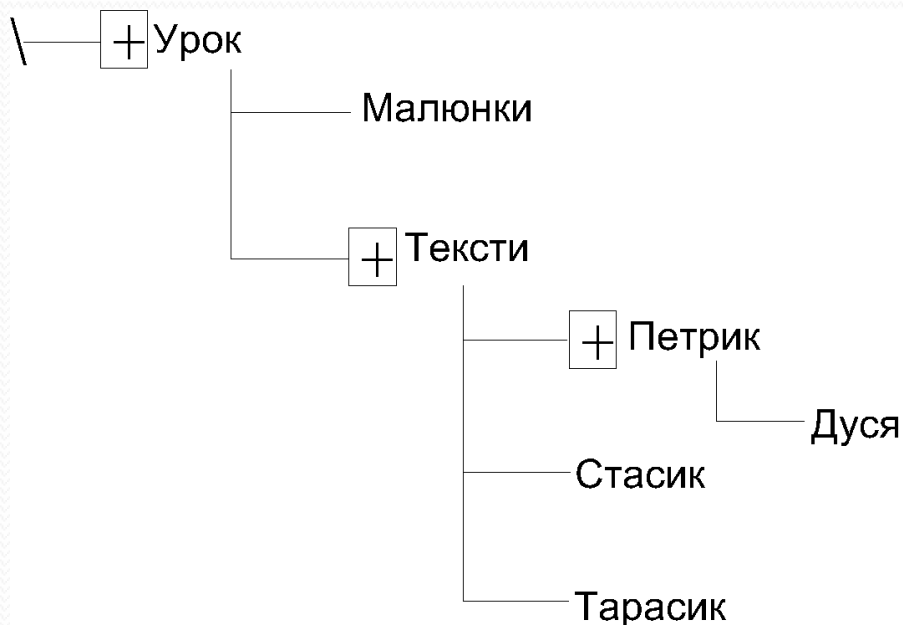 \ + Урок
Малюнки
+ Тексти
+ Петрик
Дуся
Стасик
Тарасик